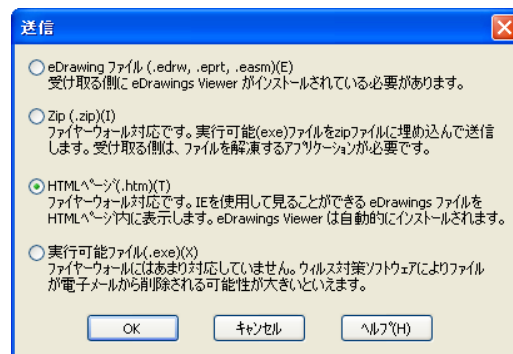 送信
eDrawing ファイル (.edrw, .eprt, .easm)(E)
受け取る側に eDrawings Viewer がインストールされている必要があります。
Zip (.zip)(I)
ファイヤーウォール対応です。実行可能(exe)ファイルをzipファイルに埋め込んで送信
します。受け取る側は、ファイルを解凍するアプリケーションが必要です。
HTMLページ(.htm)(T)
ファイヤーウォール対応です。IEを使用して見ることができる eDrawings ファイルを
HTMLページ内に表示します。eDrawings Viewer は自動的にインストールされます。
実行可能ファイル(.exe)(X)
ファイヤーウォールにはあまり対応していません。ウィルス対策ソフトウェアによりファイル
が電子メールから削除される可能性が大きいといえます。
OK キャンセル ヘルプ(H)